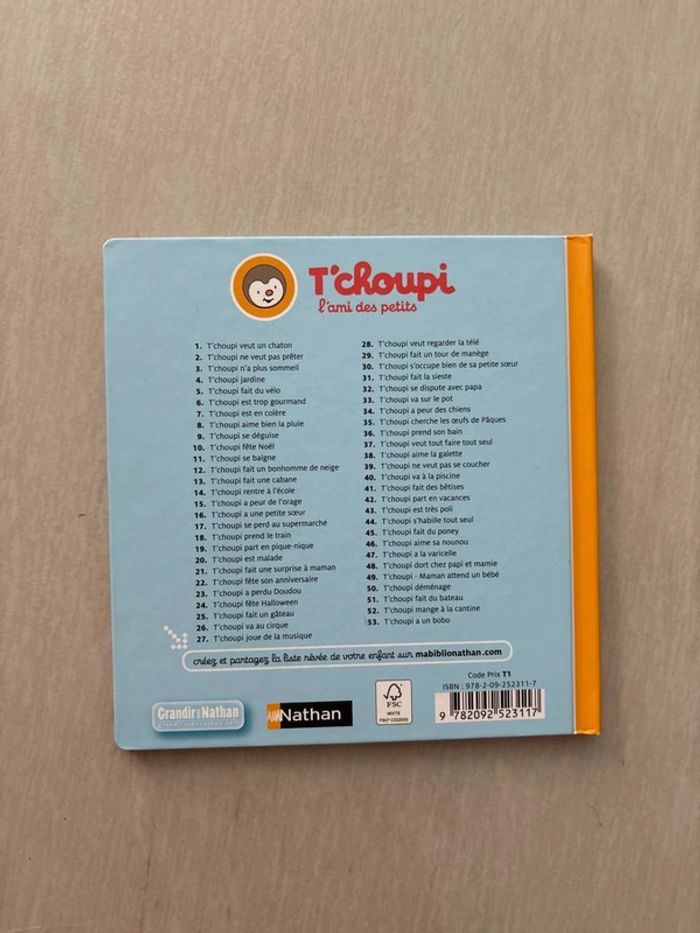 T'choupi
l'ami des petits
1. T'choupi veut un chaton
2. T'choupi ne veut pas prêter
3. T'choupi n'a plus sommeil
4. T'choupi jardine
5. T'choupi fait du vélo
6. T'choupi est trop gourmand
7. T'choupi est en colère
8. T'choupi aime bien la pluie
9. T'choupi se déguise
10. T'choupi fête Noël
11. T'choupi se baigne
12. T'choupi fait un bonhomme de neige
13. T'choupi fait une cabane
14. T'choupi rentre à l'école
15. T'choupi a peur de l'orage
16. T'choupi a une petite sœur
17. T'choupi se perd au supermarché
18. T'choupi prend le train
19. T'choupi part en pique-nique
20. T'choupi est malade
21. T'choupi fait une surprise à maman
22. T'choupi fête son anniversaire
23. T'choupi a perdu Doudou
24. T'choupi fête Halloween
25. T'choupi fait un gâteau
26. T'choupi va au cirque
27. T'choupi joue de la musique
28. T'choupi veut regarder la télé
29. T'choupi fait un tour de manège
30. T'choupi s'occupe bien de sa petite sœur
31. T'choupi fait la sieste
32. T'choupi se dispute avec papa
33. T'choupi va sur le pot
34. T'choupi a peur des chiens
35. T'choupi cherche les œufs de Pâques
36. T'choupi prend son bain
37. T'choupi veut tout faire tout seul
38. T'choupi aime la galette
39. T'choupi ne veut pas se coucher
40. T'choupi va à la piscine
41. T'choupi fait des bêtises
42. T'choupi part en vacances
43. T'choupi est très poli
44. T'choupi s'habille tout seul
45. T'choupi fait du poney
46. T'choupi aime sa nounou
47. T'choupi a la varicelle
48. T'choupi dort chez papi et mamie
49. T'choupi - Maman attend un bébé
50. T'choupi déménage
51. T'choupi fait du bateau
52. T'choupi mange à la cantine
53. T'choupi a un bobo
créez et partagez la liste rêvée de votre enfant sur mabiblionathan.com
Code Prix T1
ISBN : 978-2-09-252311-7
9 782092 523117
Grandir avec Nathan
grandiravecnathan.com
Nathan
FSC
MIXTE